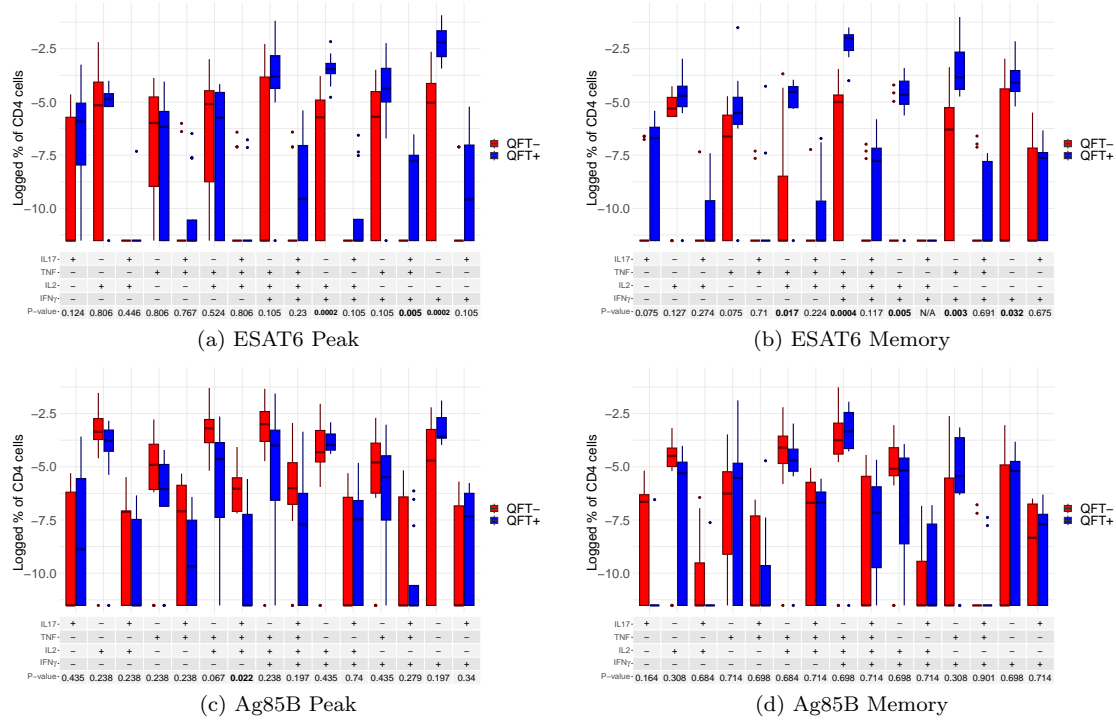 Logged % of CD4 cells
−2.5
−5.0
−7.5
−10.0
QFT−
QFT+
IL17 + − + − + − + − + − + − + − +
TNF − − − + + + + + + − − + + − −
IL2 − + + − − + + + + + + − − − −
IFNγ − − − − − − − + + + + + + + +
P−value 0.124 0.806 0.446 0.806 0.767 0.524 0.806 0.105 0.23 0.0002 0.105 0.105 0.005 0.0002 0.105
(a) ESAT6 Peak
Logged % of CD4 cells
−2.5
−5.0
−7.5
−10.0
QFT−
QFT+
IL17 + − + − + − + − + − + − + − +
TNF − − − + + + + + + − − + + − −
IL2 − + + − − + + + + + + − − − −
IFNγ − − − − − − − + + + + + + + +
P−value 0.075 0.127 0.274 0.075 0.71 0.017 0.224 0.0004 0.117 0.005 N/A 0.003 0.691 0.032 0.675
(b) ESAT6 Memory
Logged % of CD4 cells
−2.5
−5.0
−7.5
−10.0
QFT−
QFT+
IL17 + − + − + − + − + − + − + − +
TNF − − − + + + + + + − − + + − −
IL2 − + + − − + + + + + + − − − −
IFNγ − − − − − − − + + + + + + + +
P−value 0.435 0.238 0.238 0.238 0.238 0.067 0.022 0.238 0.197 0.435 0.74 0.435 0.279 0.197 0.34
(c) Ag85B Peak
Logged % of CD4 cells
−2.5
−5.0
−7.5
−10.0
QFT−
QFT+
IL17 + − + − + − + − + − + − + − +
TNF − − − + + + + + + − − + + − −
IL2 − + + − − + + + + + + − − − −
IFNγ − − − − − − − + + + + + + + +
P−value 0.164 0.308 0.684 0.714 0.698 0.684 0.714 0.698 0.714 0.698 0.714 0.308 0.901 0.698 0.714
(d) Ag85B Memory